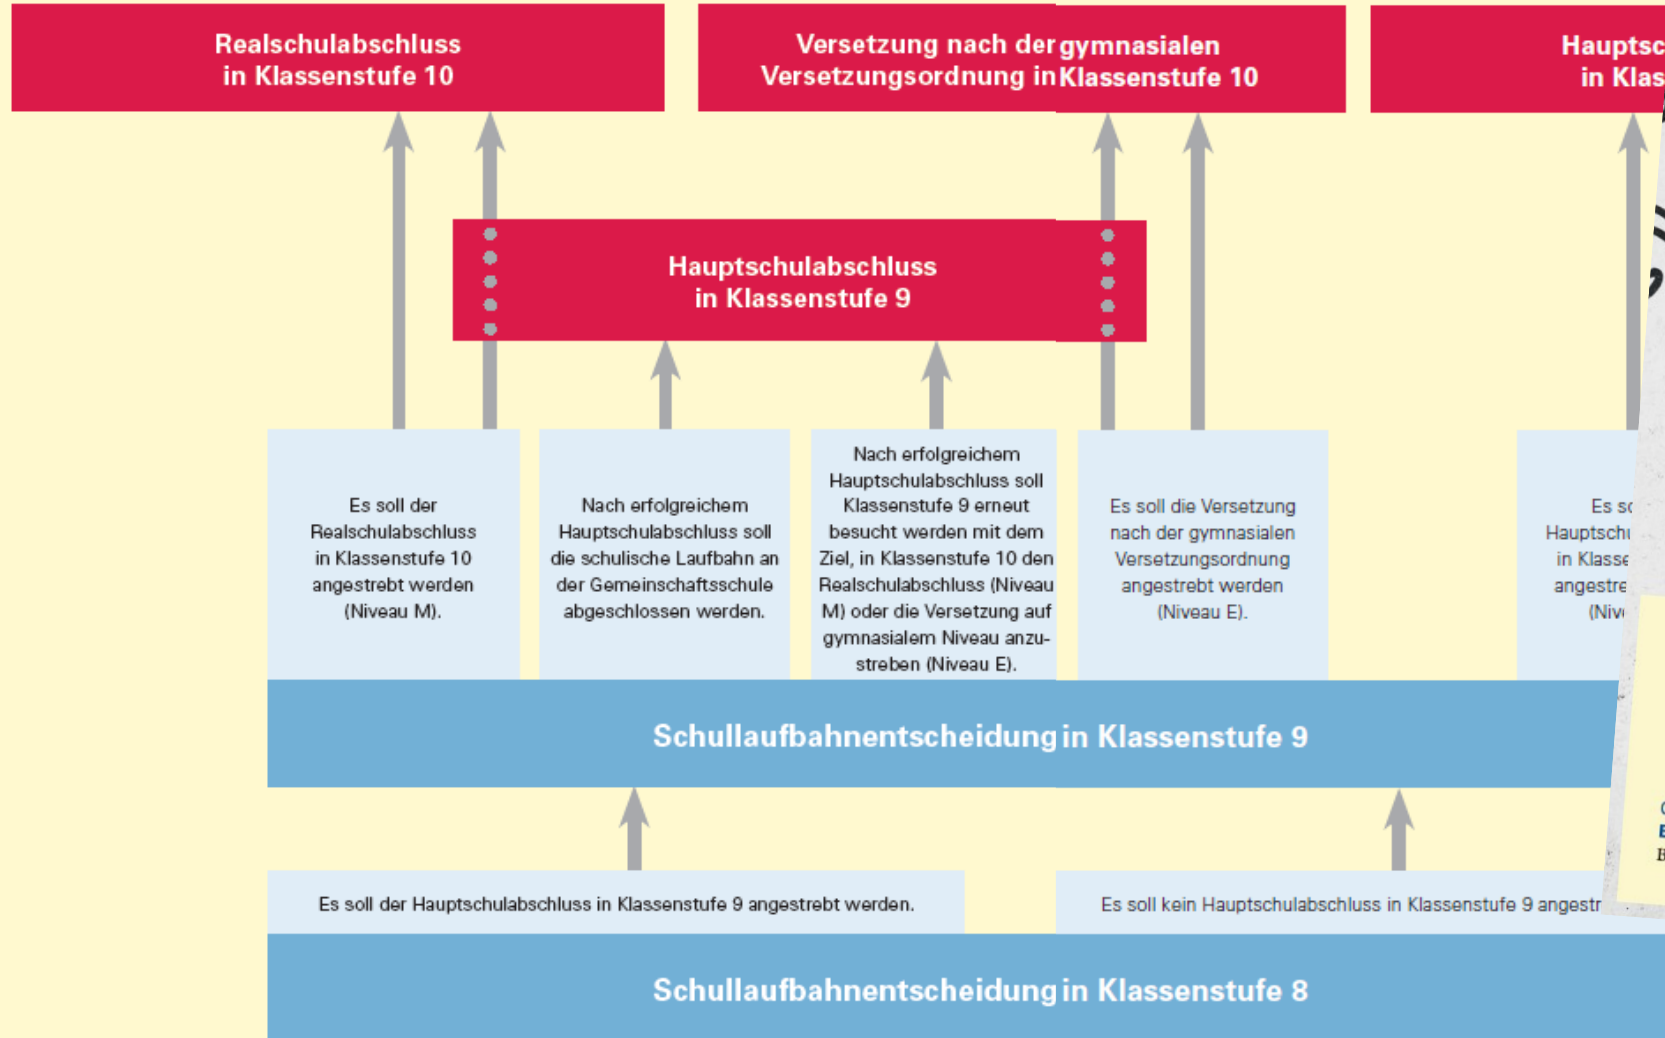 Realschulabschluss
in Klassenstufe 10
Versetzung nach der gymnasialen
Versetzungsordnung in Klassenstufe 10
in
Hauptschulabschluss
in Klassenstufe 9
Es soll der
Realschulabschluss
in Klassenstufe 10
angestrebt werden
(Niveau M).
Nach erfolgreichem
Hauptschulabschluss soll
die schulische Laufbahn an
der Gemeinschaftsschule
abgeschlossen werden.
Nach erfolgreichem
Hauptschulabschluss soll
Klassenstufe 9 erneut
besucht werden mit dem
Ziel, in Klassenstufe 10 den
Realschulabschluss (Niveau
M) oder die Versetzung auf
gymnasialem Niveau anzu-
streben (Niveau E).
Es soll die Versetzung
nach der gymnasialen
Versetzungsordnung
angestrebt werden
(Niveau E).
Es
in
Schullaufbahnentscheidung in Klassenstufe 9
Es soll der Hauptschulabschluss in Klassenstufe 9 angestrebt werden.
Es soll kein Hauptschulabschluss in Klassenstufe 9
Schullaufbahnentscheidung in Klassenstufe 8